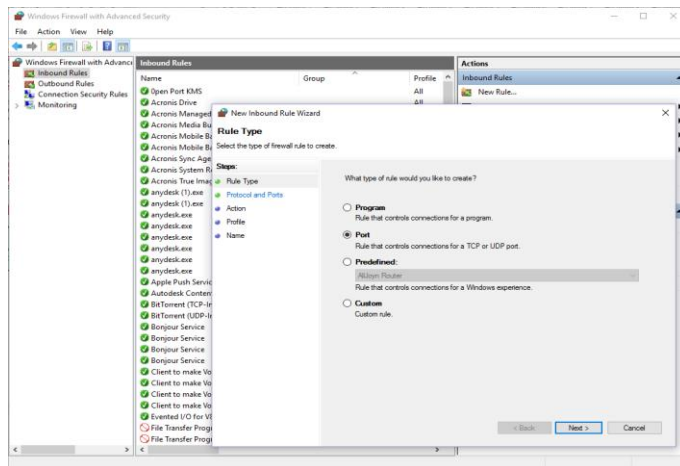 Windows Firewall with Advanced Security
File Action View Help
Windows Firewall with Advanc
Inbound Rules
Outbound Rules
Connection Security Rules
Monitoring
Inbound Rules
Name Group Profile
Open Port KMS All
Acronis Drive All
Acronis Managed
Acronis Media Bu
Acronis Mobile Ba
Acronis Mobile Ba
Acronis Sync Age
Acronis System R
Acronis True Imag
anydesk (1).exe
anydesk (1).exe
anydesk.exe
anydesk.exe
anydesk.exe
anydesk.exe
anydesk.exe
Apple Push Servic
Autodesk Conten
BitTorrent (TCP-In
BitTorrent (UDP-In
Bonjour Service
Bonjour Service
Bonjour Service
Bonjour Service
Client to make Vo
Client to make Vo
Client to make Vo
Client to make Vo
Evented I/O for V8
File Transfer Progr
File Transfer Progr
Actions
Inbound Rules
New Rule...
New Inbound Rule Wizard
Rule Type
Select the type of firewall rule to create.
Steps:
Rule Type
Protocol and Ports
Action
Profile
Name
What type of rule would you like to create?
Program
Rule that controls connections for a program.
Port
Rule that controls connections for a TCP or UDP port.
Predefined:
AllJoyn Router
Rule that controls connections for a Windows experience.
Custom
Custom rule.
< Back Next > Cancel